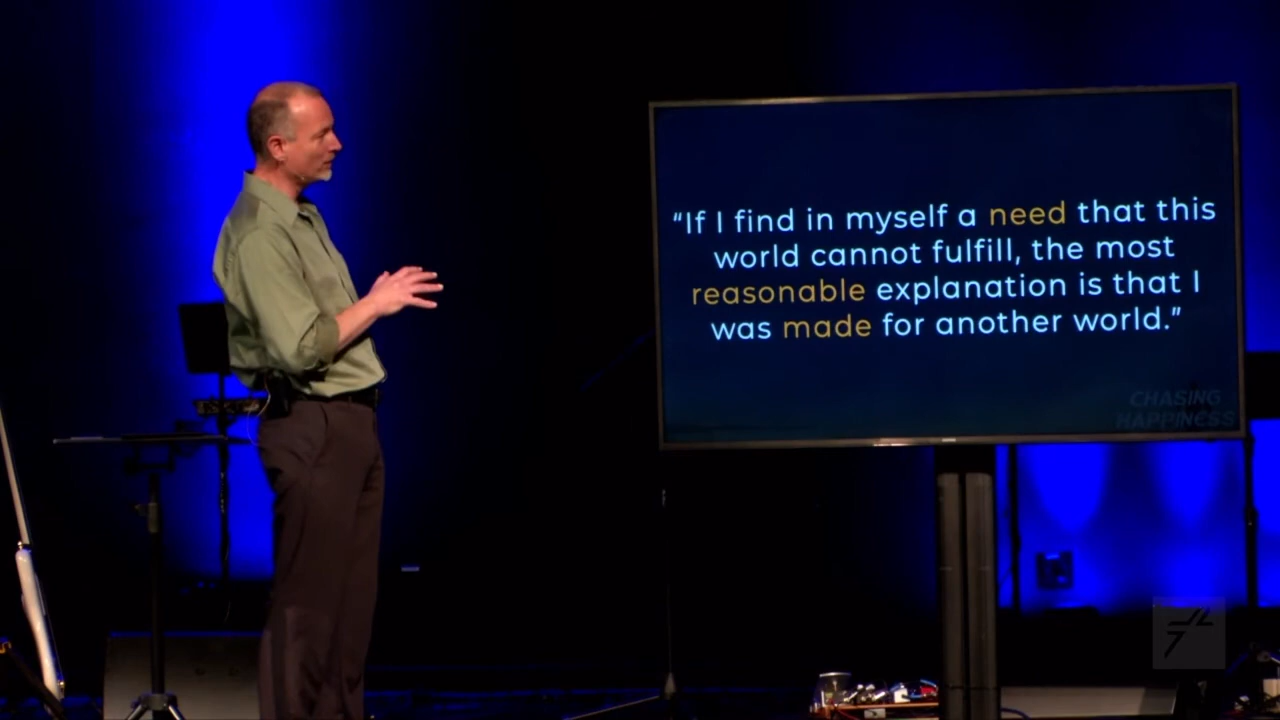 “If I find in myself a need that this
world cannot fulfill, the most
reasonable explanation is that I
was made for another world.”
CHASING
HAPPINESS